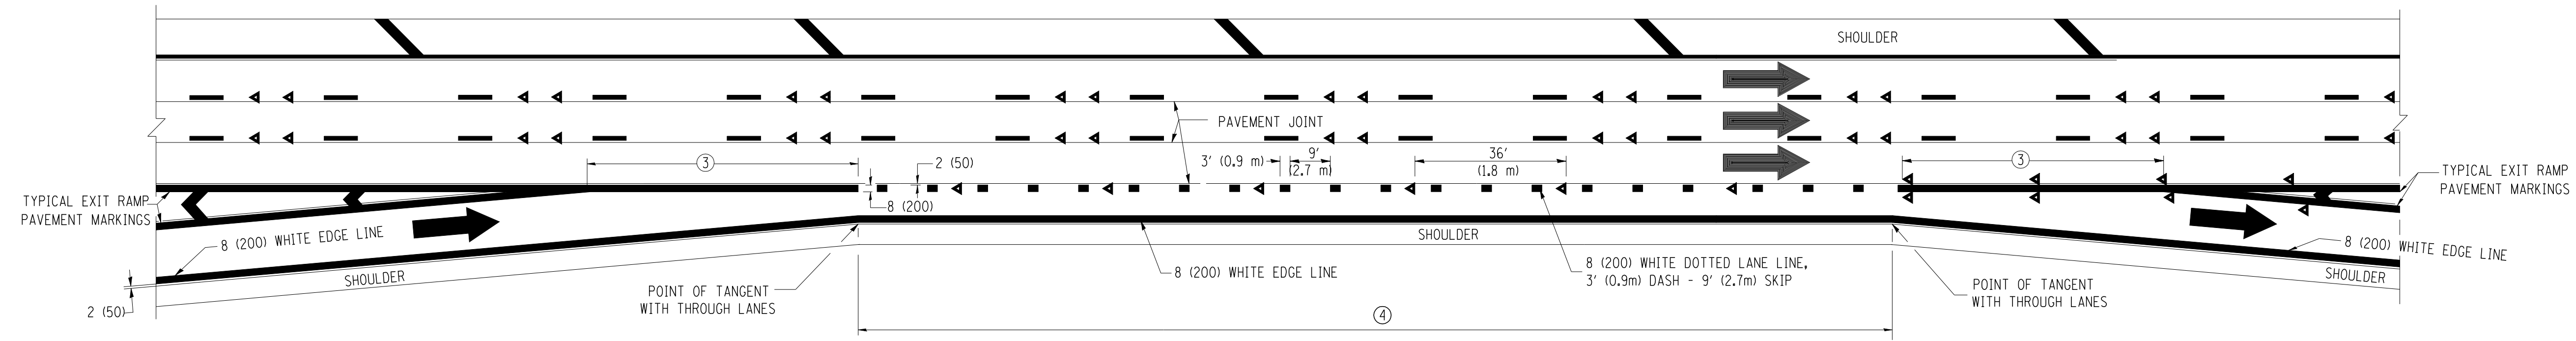 SHOULDER
PAVEMENT JOINT
3' (0.9 m)
9'
(2.7 m)
36'
(1.8 m)
3
2 (50)
8 (200)
3
TYPICAL EXIT RAMP
PAVEMENT MARKINGS
TYPICAL EXIT RAMP
PAVEMENT MARKINGS
8 (200) WHITE EDGE LINE
SHOULDER
2 (50)
POINT OF TANGENT
WITH THROUGH LANES
8 (200) WHITE EDGE LINE
SHOULDER
8 (200) WHITE DOTTED LANE LINE,
3' (0.9m) DASH - 9' (2.7m) SKIP
POINT OF TANGENT
WITH THROUGH LANES
8 (200) WHITE EDGE LINE
SHOULDER
4